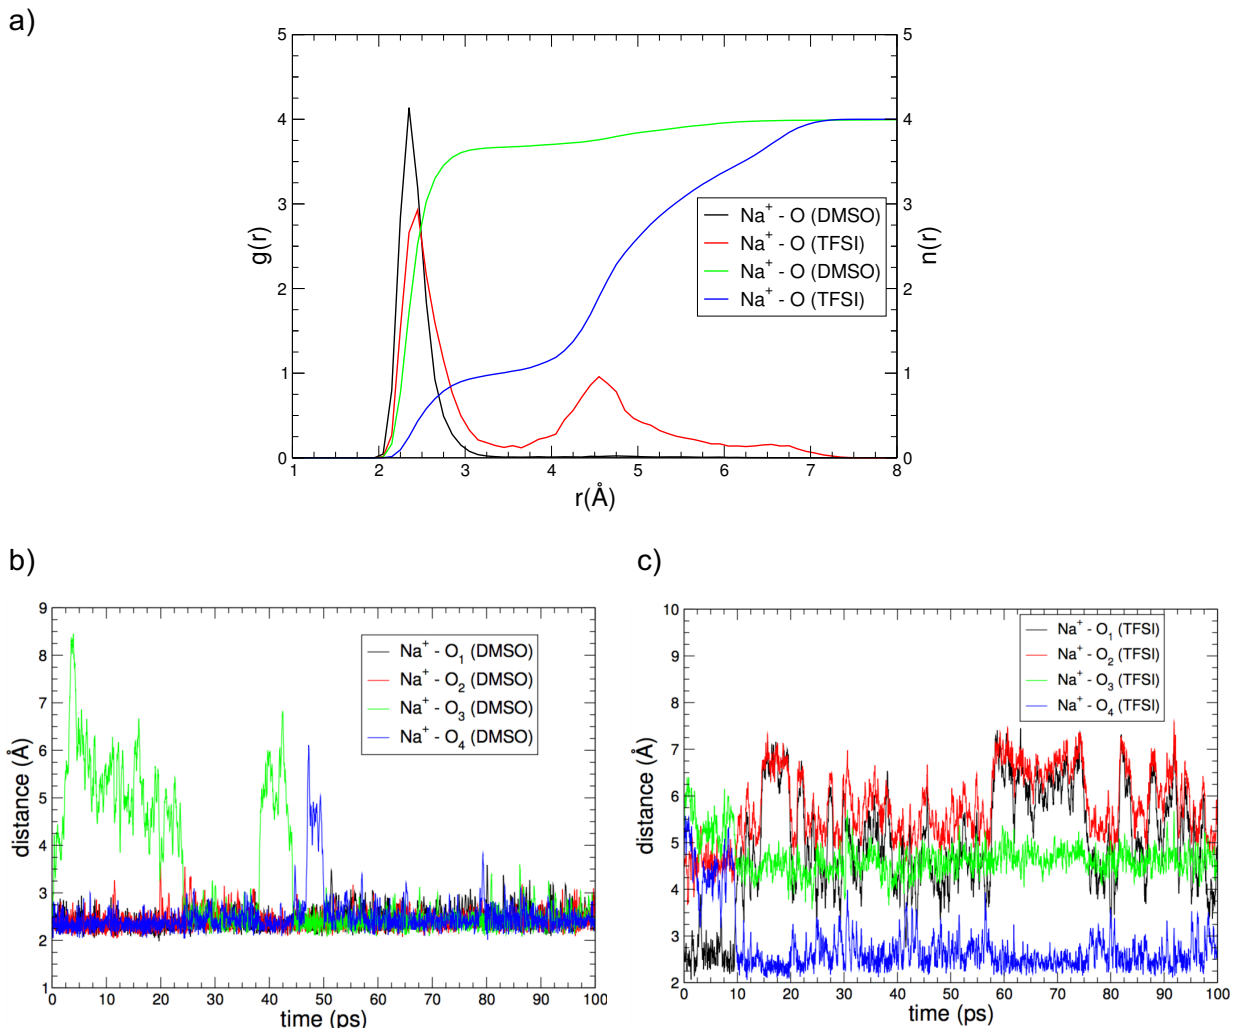 a)
5
4
3
2
1
0
g(r)
5
4
3
2
1
0
n(r)
Na⁺ - O (DMSO)
Na⁺ - O (TFSI)
Na⁺ - O (DMSO)
Na⁺ - O (TFSI)
1 2 3 4 5 6 7 8
r(Å)
b)
9
8
7
6
5
4
3
2
1
distance (Å)
Na⁺ - O₁ (DMSO)
Na⁺ - O₂ (DMSO)
Na⁺ - O₃ (DMSO)
Na⁺ - O₄ (DMSO)
0 10 20 30 40 50 60 70 80 90 100
time (ps)
c)
10
9
8
7
6
5
4
3
2
distance (Å)
Na⁺ - O₁ (TFSI)
Na⁺ - O₂ (TFSI)
Na⁺ - O₃ (TFSI)
Na⁺ - O₄ (TFSI)
0 10 20 30 40 50 60 70 80 90 100
time (ps)